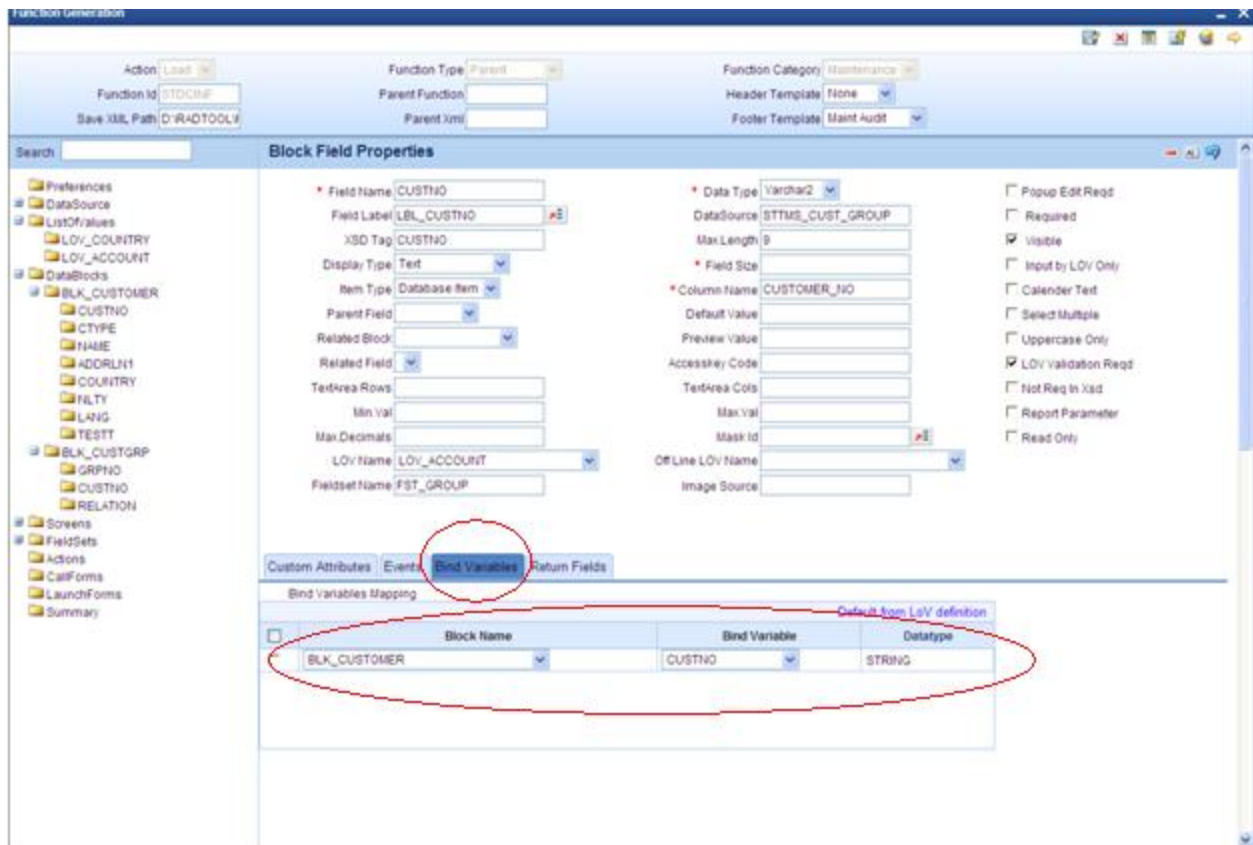 Function Generation
Action Load Function Type Parent Function Category Maintenance
Function Id STDCINF Parent Function Header Template None
Save XML Path D:\RADTOOL\ Parent Xml Footer Template Maint Audit
Search Block Field Properties
Preferences
DataSource
ListOfValues
LOV_COUNTRY
LOV_ACCOUNT
DataBlocks
BLK_CUSTOMER
CUSTNO
CTYPE
NAME
ADDRLN1
COUNTRY
NLTY
LANG
TESTT
BLK_CUSTGRP
GRPNO
CUSTNO
RELATION
Screens
FieldSets
Actions
CallForms
LaunchForms
Summary
* Field Name CUSTNO * Data Type Varchar2 Popup Edit Reqd
Field Label LBL_CUSTNO DataSource STTMS_CUST_GROUP Required
XSD Tag CUSTNO Max.Length 9 Visible
Display Type Text * Field Size Input by LOV Only
Item Type Database Item * Column Name CUSTOMER_NO Calender Text
Parent Field Default Value Select Multiple
Related Block Preview Value Uppercase Only
Related Field Accesskey Code LOV Validation Reqd
TextArea Rows TextArea Cols Not Req In Xsd
Min.Val Max.Val Report Parameter
Max.Decimals Mask Id Read Only
LOV Name LOV_ACCOUNT Off Line LOV Name
Fieldset Name FST_GROUP Image Source
Custom Attributes Events Bind Variables Return Fields
Bind Variables Mapping
Default from LoV definition
Block Name Bind Variable Datatype
BLK_CUSTOMER CUSTNO STRING